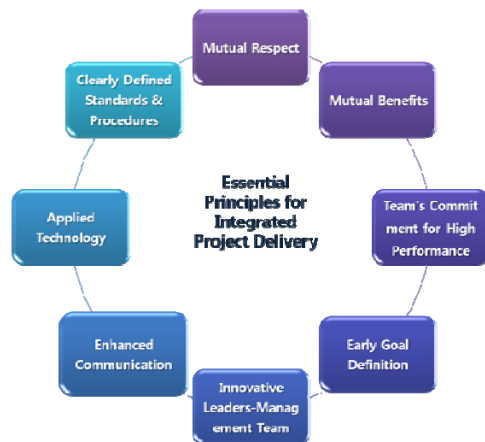 Mutual Respect
Mutual Benefits
Team's Commit
ment for High
Performance
Early Goal
Definition
Innovative
Leaders-Manag
ement Team
Enhanced
Communication
Applied
Technology
Clearly Defined
Standards &
Procedures
Essential
Principles for
Integrated
Project Delivery